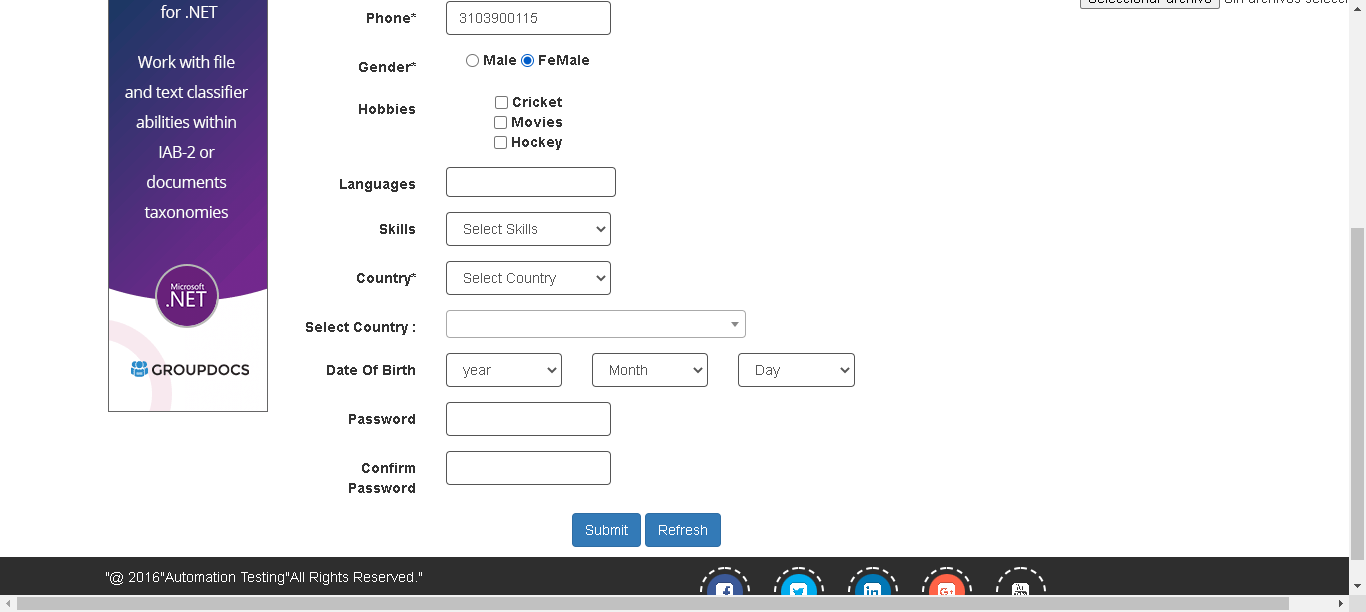 for .NET
Work with file
and text classifier
abilities within
IAB-2 or
documents
taxonomies
Microsoft
.NET
GROUPDOCS
Phone*
3103900115
Gender*
Male FeMale
Hobbies
Cricket
Movies
Hockey
Languages
Skills
Select Skills
Country*
Select Country
Select Country :
Date Of Birth
year
Month
Day
Password
Confirm
Password
Submit
Refresh
"@ 2016"Automation Testing"All Rights Reserved."